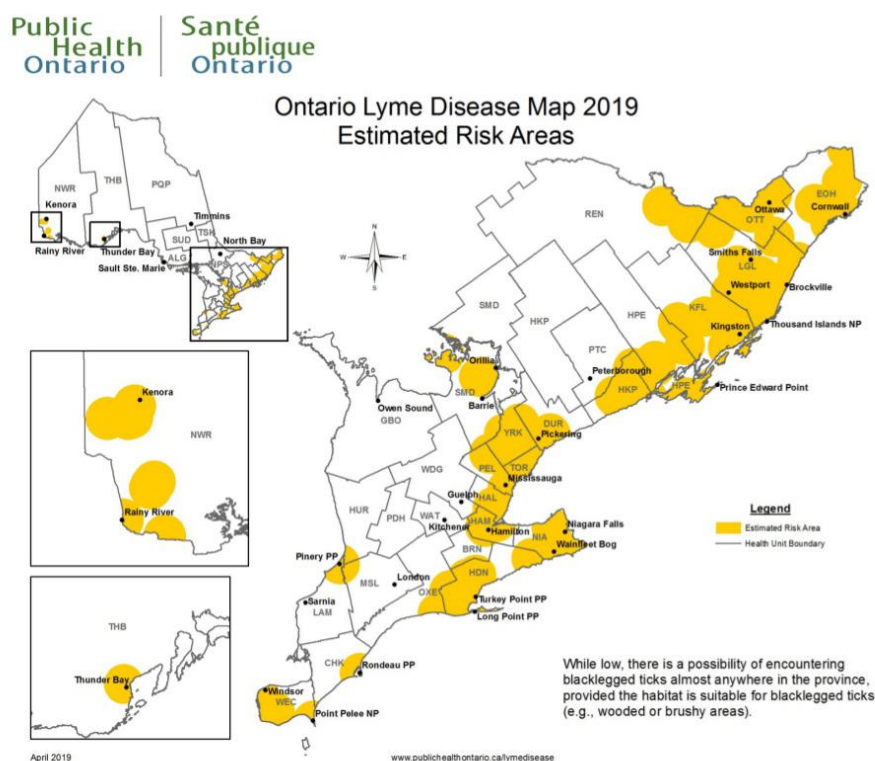 Public
Health
Ontario
Santé
publique
Ontario
Ontario Lyme Disease Map 2019
Estimated Risk Areas
NWR
THB
PQP
Kenora
Timmins
TSK
SUD
North Bay
Rainy River
Thunder Bay
ALG
NPS
Sault Ste. Marie
N
W
E
S
REN
EOH
Ottawa
OTT
Cornwall
Smiths Falls
LGL
Westport
Brockville
SMD
HKP
HPE
KFL
Kingston
Thousand Islands NP
PTC
Peterborough
Orillia
HKP
HPE
Prince Edward Point
SMD
Barrie
Owen Sound
GBO
YRK
DUR
Pickering
WDG
PEL
TOR
Mississauga
Guelph
HAL
HUR
PDH
WAT
Kitchener
HAM
Hamilton
Niagara Falls
NIA
Wainfleet Bog
BRN
Pinery PP
MSL
London
OXE
HDN
Turkey Point PP
Sarnia
LAM
Long Point PP
CHK
Rondeau PP
Windsor
WEC
Point Pelee NP
Kenora
NWR
Rainy River
THB
Thunder Bay
Legend
Estimated Risk Area
Health Unit Boundary
While low, there is a possibility of encountering
blacklegged ticks almost anywhere in the province,
provided the habitat is suitable for blacklegged ticks
(e.g., wooded or brushy areas).
April 2019
www.publichealthontario.ca/lymedisease